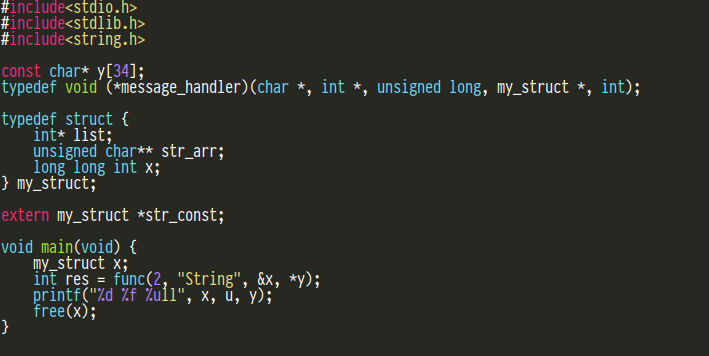 #include<stdio.h>
#include<stdlib.h>
#include<string.h>
const char* y[34];
typedef void (*message_handler)(char *, int *, unsigned long, my_struct *, int);
typedef struct {
int* list;
unsigned char** str_arr;
long long int x;
} my_struct;
extern my_struct *str_const;
void main(void) {
my_struct x;
int res = func(2, "String", &x, *y);
printf("%d %f %ull", x, u, y);
free(x);
}